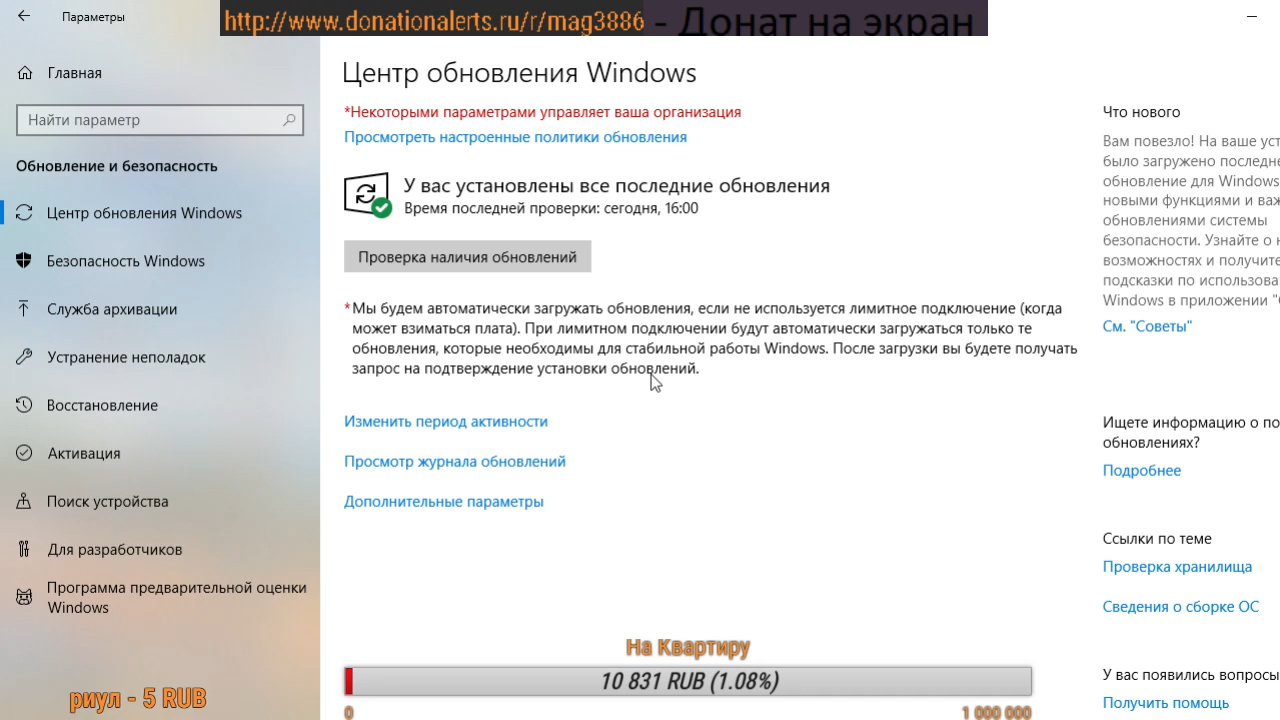 Параметры
http://www.donationalerts.ru/r/mag3886 - Донат на экран
Главная
Найти параметр
Обновление и безопасность
Центр обновления Windows
Безопасность Windows
Служба архивации
Устранение неполадок
Восстановление
Активация
Поиск устройства
Для разработчиков
Программа предварительной оценки
Windows
риул - 5 RUB
Центр обновления Windows
*Некоторыми параметрами управляет ваша организация
Просмотреть настроенные политики обновления
У вас установлены все последние обновления
Время последней проверки: сегодня, 16:00
Проверка наличия обновлений
*Мы будем автоматически загружать обновления, если не используется лимитное подключение (когда
может взиматься плата). При лимитном подключении будут автоматически загружаться только те
обновления, которые необходимы для стабильной работы Windows. После загрузки вы будете получать
запрос на подтверждение установки обновлений.
Изменить период активности
Просмотр журнала обновлений
Дополнительные параметры
На Квартиру
10 831 RUB (1.08%)
0
1 000 000
Что нового
Вам повезло! На ваше уст
было загружено последне
обновление для Windows
новыми функциями и важ
обновлениями системы
безопасности. Узнайте о н
возможностях и получите
подсказки по использова
Windows в приложении "С
См. "Советы"
Ищете информацию о по
обновлениях?
Подробнее
Ссылки по теме
Проверка хранилища
Сведения о сборке ОС
У вас появились вопросы
Получить помощь